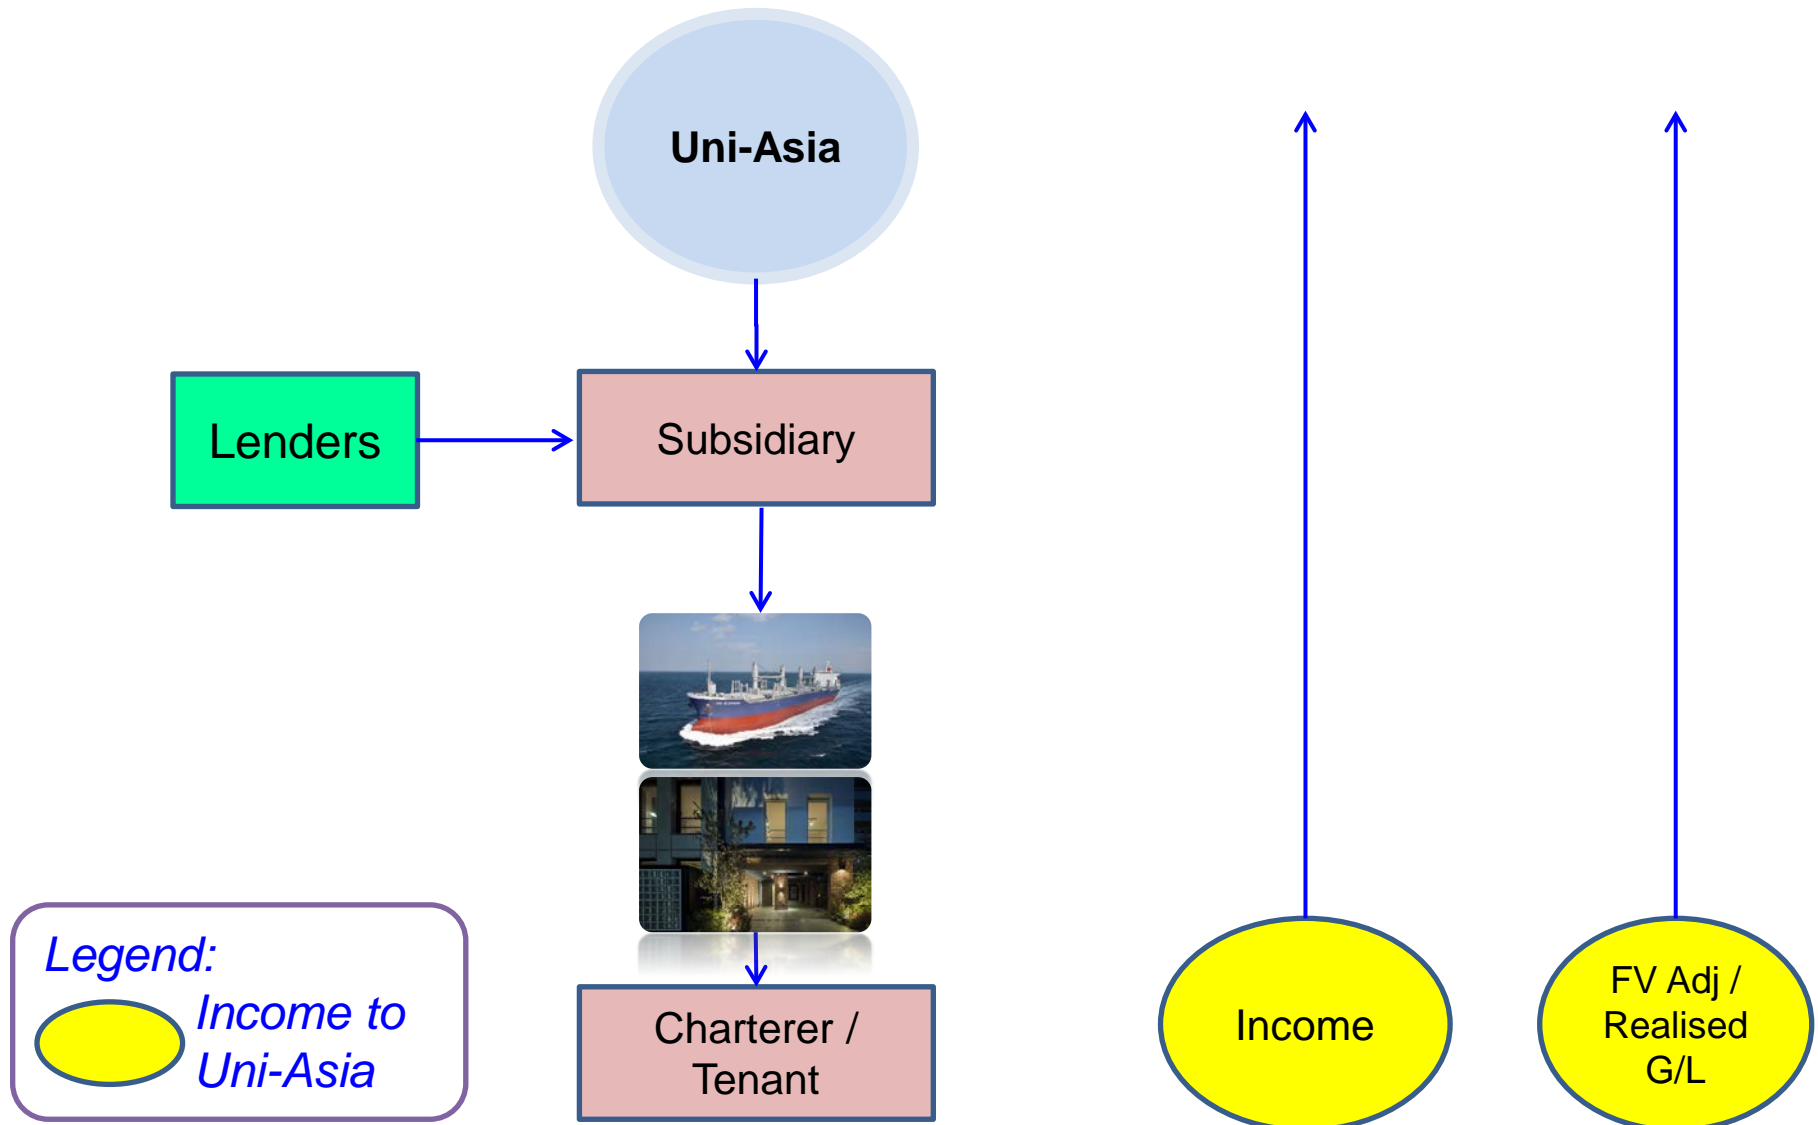 Uni-Asia
Lenders
Subsidiary
Legend:
Income to
Uni-Asia
Charterer /
Tenant
Income
FV Adj /
Realised
G/L